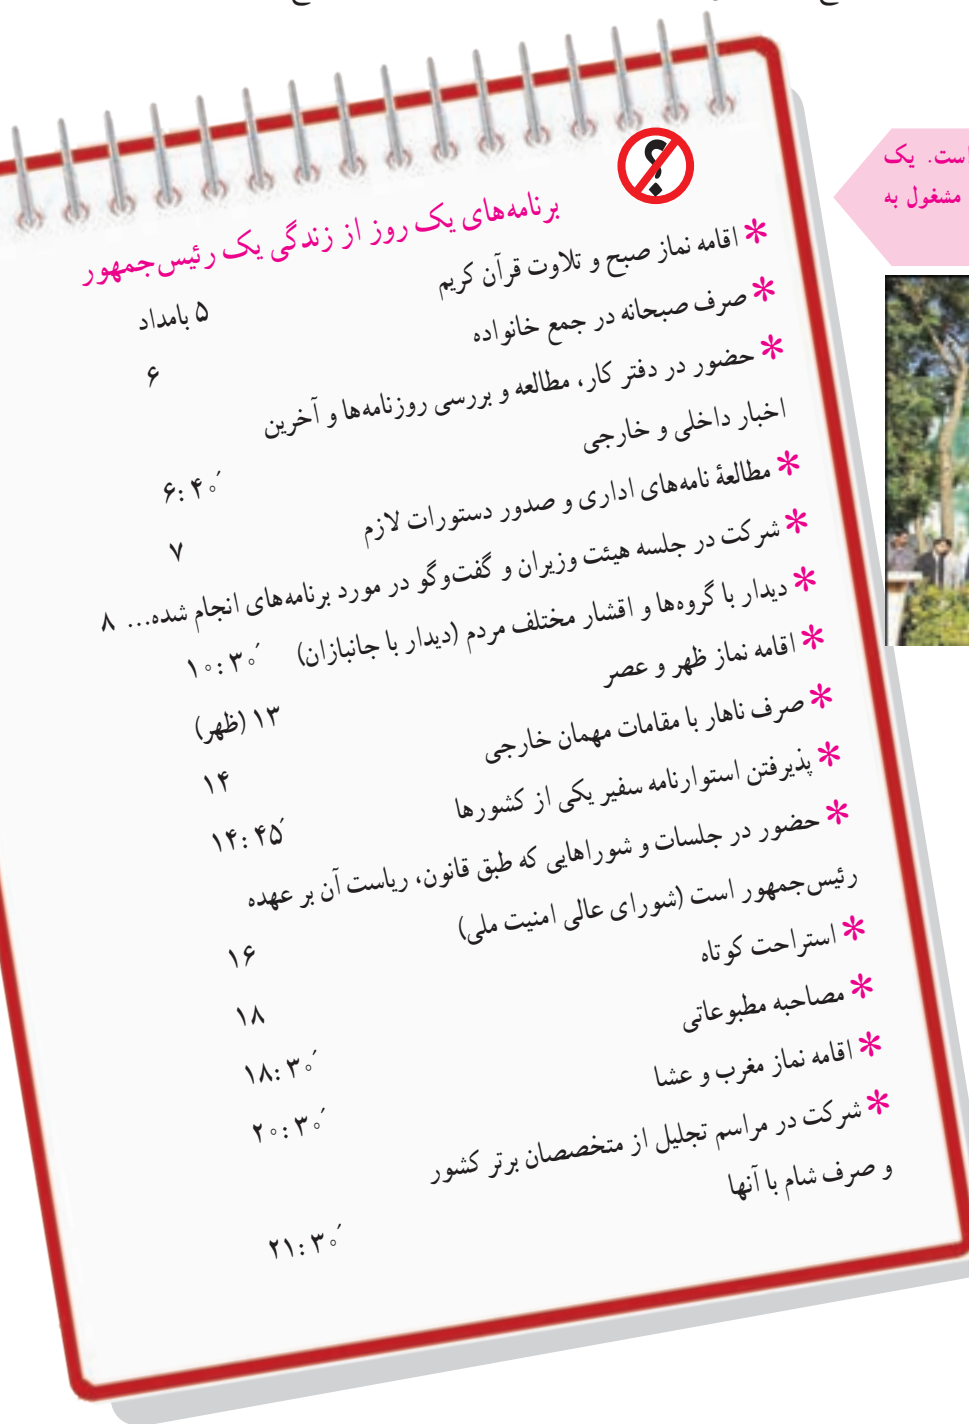 است. یک
مشغول به
برنامه‌های یک روز از زندگی یک رئیس‌جمهور
* اقامه نماز صبح و تلاوت قرآن کریم ۵ بامداد
* صرف صبحانه در جمع خانواده ۶
* حضور در دفتر کار، مطالعه و بررسی روزنامه‌ها و آخرین
اخبار داخلی و خارجی ۶:۴۰′
* مطالعهٔ نامه‌های اداری و صدور دستورات لازم ۷
* شرکت در جلسه هیئت وزیران و گفت‌وگو در مورد برنامه‌های انجام شده... ۸
* دیدار با گروه‌ها و اقشار مختلف مردم (دیدار با جانبازان) ۱۰:۳۰′
* اقامه نماز ظهر و عصر ۱۳ (ظهر)
* صرف ناهار با مقامات مهمان خارجی ۱۴
* پذیرفتن استوارنامه سفیر یکی از کشورها ۱۴:۴۵′
* حضور در جلسات و شوراهایی که طبق قانون، ریاست آن بر عهده
رئیس‌جمهور است (شورای عالی امنیت ملی) ۱۶
* استراحت کوتاه ۱۸
* مصاحبه مطبوعاتی ۱۸:۳۰′
* اقامه نماز مغرب و عشا ۲۰:۳۰′
* شرکت در مراسم تجلیل از متخصصان برتر کشور
و صرف شام با آنها ۲۱:۳۰′